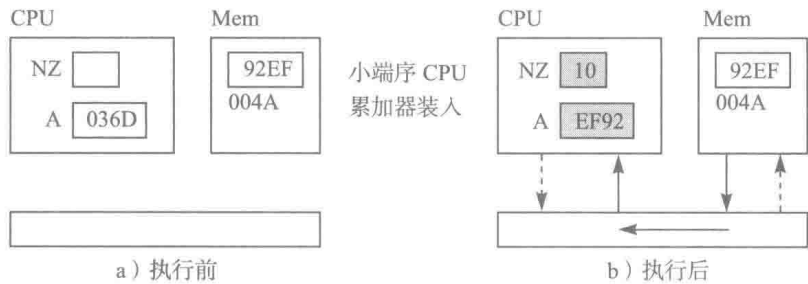 CPU Mem
NZ
92EF
004A
A 036D
a）执行前
小端序 CPU
累加器装入
CPU Mem
NZ 10
92EF
004A
A EF92
b）执行后